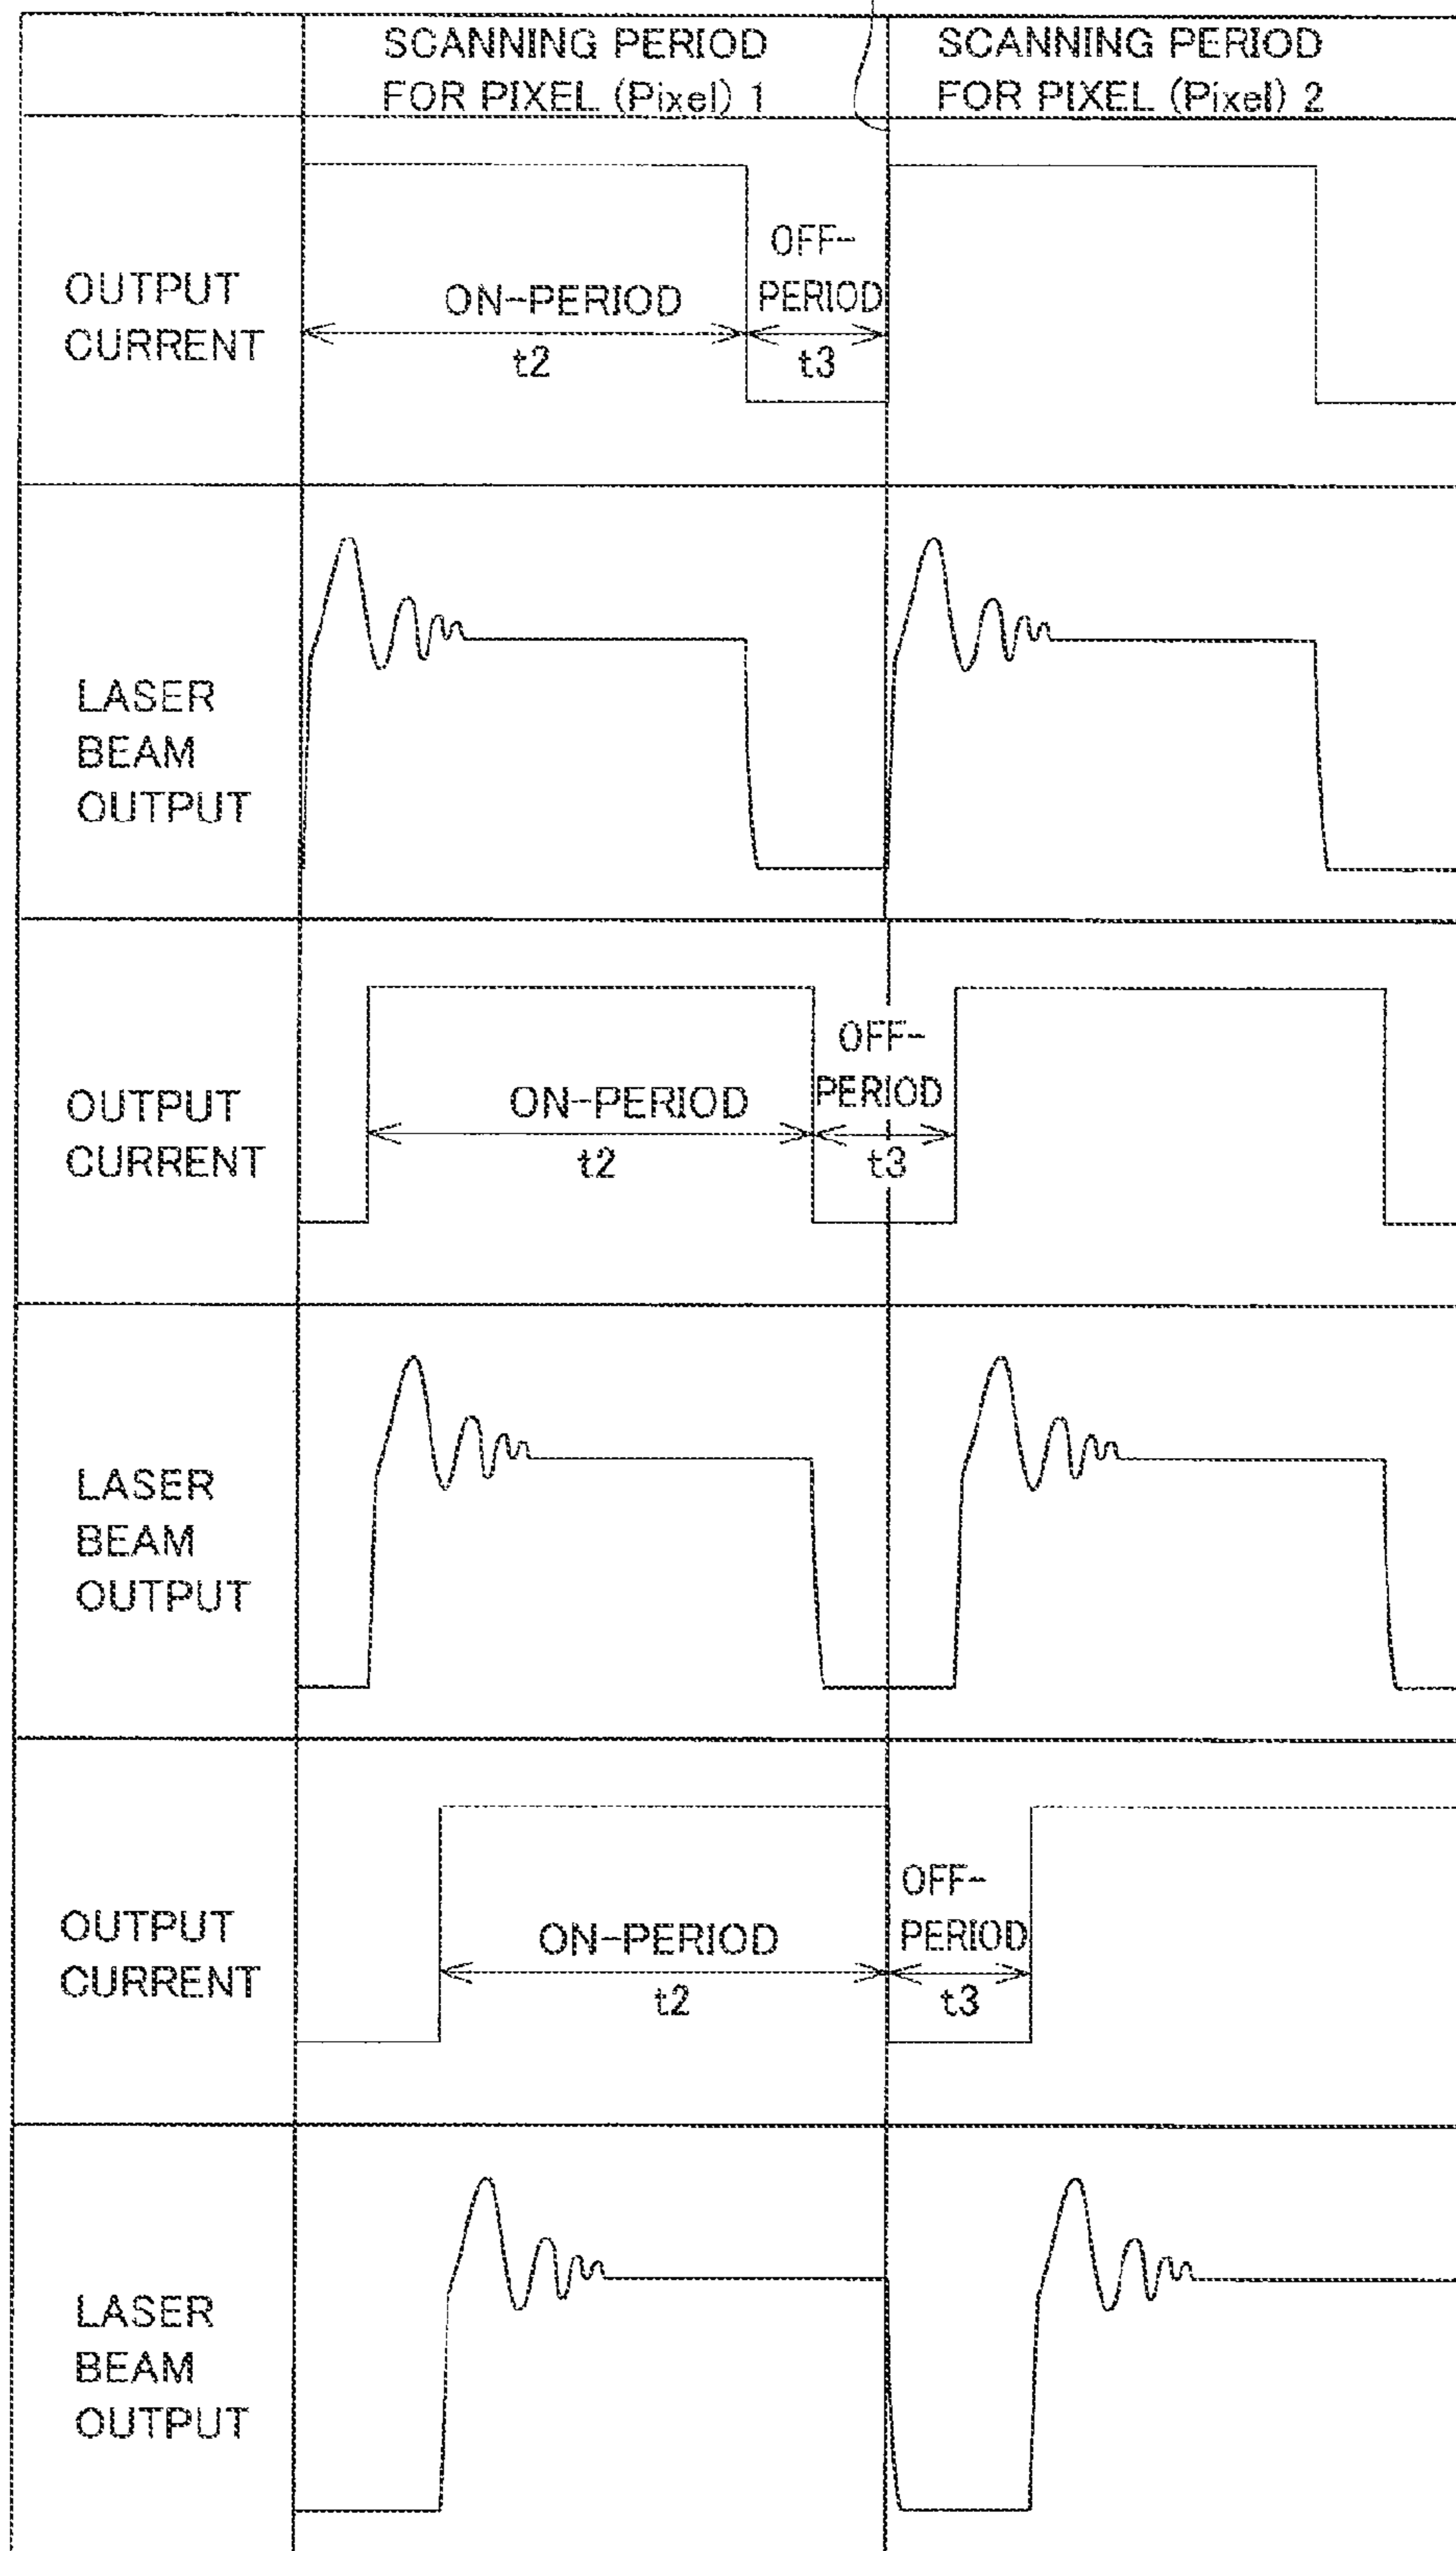 SCANNING PERIOD
FOR PIXEL (Pixel) 1
SCANNING PERIOD
FOR PIXEL (Pixel) 2
OUTPUT
CURRENT
ON-PERIOD
t2
OFF-
PERIOD
t3
LASER
BEAM
OUTPUT
OUTPUT
CURRENT
ON-PERIOD
t2
OFF-
PERIOD
t3
LASER
BEAM
OUTPUT
OUTPUT
CURRENT
ON-PERIOD
t2
OFF-
PERIOD
t3
LASER
BEAM
OUTPUT